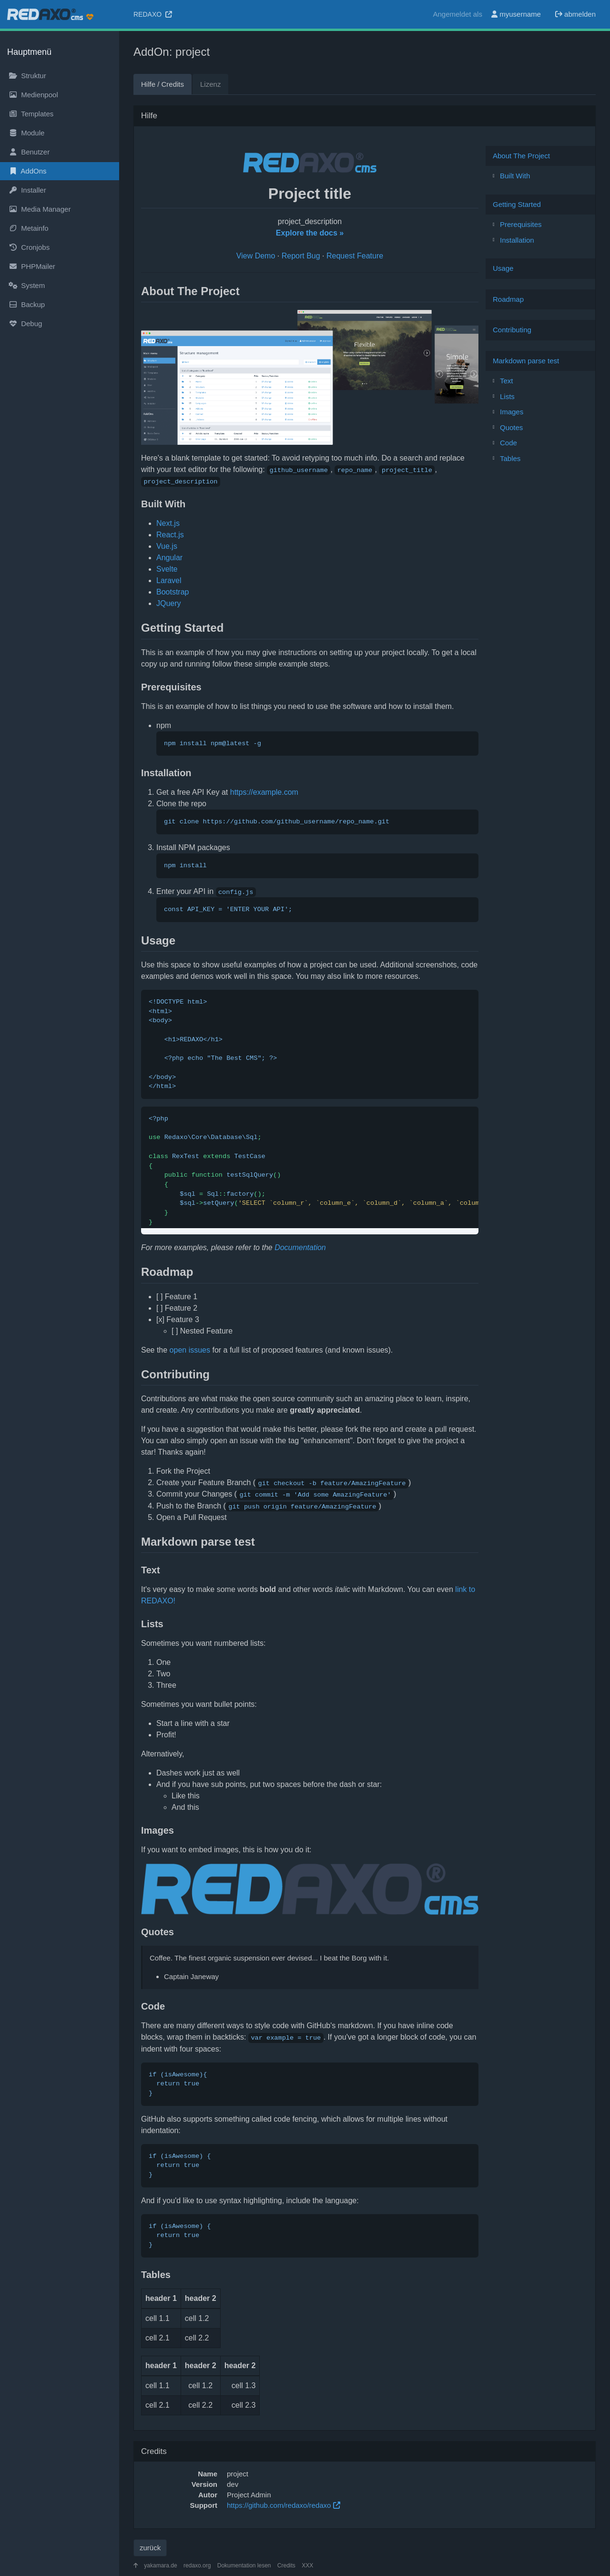 REDAXO cms
REDAXO
Angemeldet als myusername
abmelden
Hauptmenü
Struktur
Medienpool
Templates
Module
Benutzer
AddOns
Installer
Media Manager
Metainfo
Cronjobs
PHPMailer
System
Backup
Debug
AddOn: project
Hilfe / Credits
Lizenz
Hilfe
REDAXO cms
Project title
project_description
Explore the docs »
View Demo · Report Bug · Request Feature
About The Project
Flexible
Simple
Here's a blank template to get started: To avoid retyping too much info. Do a search and replace
with your text editor for the following: github_username , repo_name , project_title ,
project_description
Built With
Next.js
React.js
Vue.js
Angular
Svelte
Laravel
Bootstrap
JQuery
Getting Started
This is an example of how you may give instructions on setting up your project locally. To get a local
copy up and running follow these simple example steps.
Prerequisites
This is an example of how to list things you need to use the software and how to install them.
npm
npm install npm@latest -g
Installation
1. Get a free API Key at https://example.com
2. Clone the repo
git clone https://github.com/github_username/repo_name.git
3. Install NPM packages
npm install
4. Enter your API in config.js
const API_KEY = 'ENTER YOUR API';
Usage
Use this space to show useful examples of how a project can be used. Additional screenshots, code
examples and demos work well in this space. You may also link to more resources.
<!DOCTYPE html>
<html>
<body>
<h1>REDAXO</h1>
<?php echo "The Best CMS"; ?>
</body>
</html>
<?php
use Redaxo\Core\Database\Sql;
class RexTest extends TestCase
{
public function testSqlQuery()
{
$sql = Sql::factory();
$sql->setQuery('SELECT `column_r`, `column_e`, `column_d`, `column_a`, `colum
}
}
For more examples, please refer to the Documentation
Roadmap
[ ] Feature 1
[ ] Feature 2
[x] Feature 3
[ ] Nested Feature
See the open issues for a full list of proposed features (and known issues).
Contributing
Contributions are what make the open source community such an amazing place to learn, inspire,
and create. Any contributions you make are greatly appreciated.
If you have a suggestion that would make this better, please fork the repo and create a pull request.
You can also simply open an issue with the tag "enhancement". Don't forget to give the project a
star! Thanks again!
1. Fork the Project
2. Create your Feature Branch ( git checkout -b feature/AmazingFeature )
3. Commit your Changes ( git commit -m 'Add some AmazingFeature' )
4. Push to the Branch ( git push origin feature/AmazingFeature )
5. Open a Pull Request
Markdown parse test
Text
It's very easy to make some words bold and other words italic with Markdown. You can even link to
REDAXO!
Lists
Sometimes you want numbered lists:
1. One
2. Two
3. Three
Sometimes you want bullet points:
Start a line with a star
Profit!
Alternatively,
Dashes work just as well
And if you have sub points, put two spaces before the dash or star:
Like this
And this
Images
If you want to embed images, this is how you do it:
REDAXO® cms
Quotes
Coffee. The finest organic suspension ever devised... I beat the Borg with it.
Captain Janeway
Code
There are many different ways to style code with GitHub's markdown. If you have inline code
blocks, wrap them in backticks: var example = true . If you've got a longer block of code, you can
indent with four spaces:
if (isAwesome){
return true
}
GitHub also supports something called code fencing, which allows for multiple lines without
indentation:
if (isAwesome) {
return true
}
And if you'd like to use syntax highlighting, include the language:
if (isAwesome) {
return true
}
Tables
header 1 header 2
cell 1.1 cell 1.2
cell 2.1 cell 2.2
header 1 header 2 header 2
cell 1.1 cell 1.2 cell 1.3
cell 2.1 cell 2.2 cell 2.3
About The Project
Built With
Getting Started
Prerequisites
Installation
Usage
Roadmap
Contributing
Markdown parse test
Text
Lists
Images
Quotes
Code
Tables
Credits
Name project
Version dev
Autor Project Admin
Support https://github.com/redaxo/redaxo
zurück
yakamara.de redaxo.org Dokumentation lesen Credits XXX